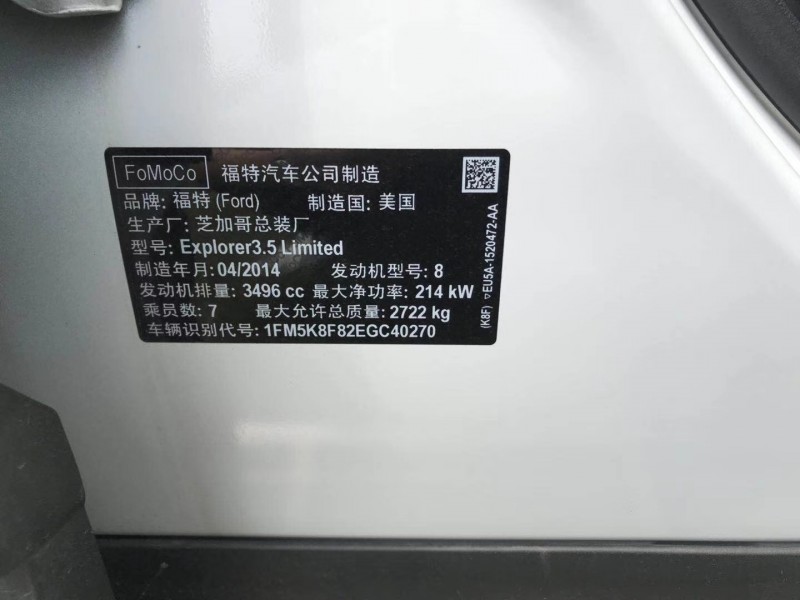 FoMoCo 福特汽车公司制造
品牌: 福特 (Ford) 制造国: 美国
生产厂: 芝加哥总装厂
型号: Explorer3.5 Limited
制造年月: 04/2014 发动机型号: 8
发动机排量: 3496 cc 最大净功率: 214 kW
乘员数: 7 最大允许总质量: 2722 kg
车辆识别代号: 1FM5K8F82EGC40270
(K8F) ▽EU5A-1520472-AA